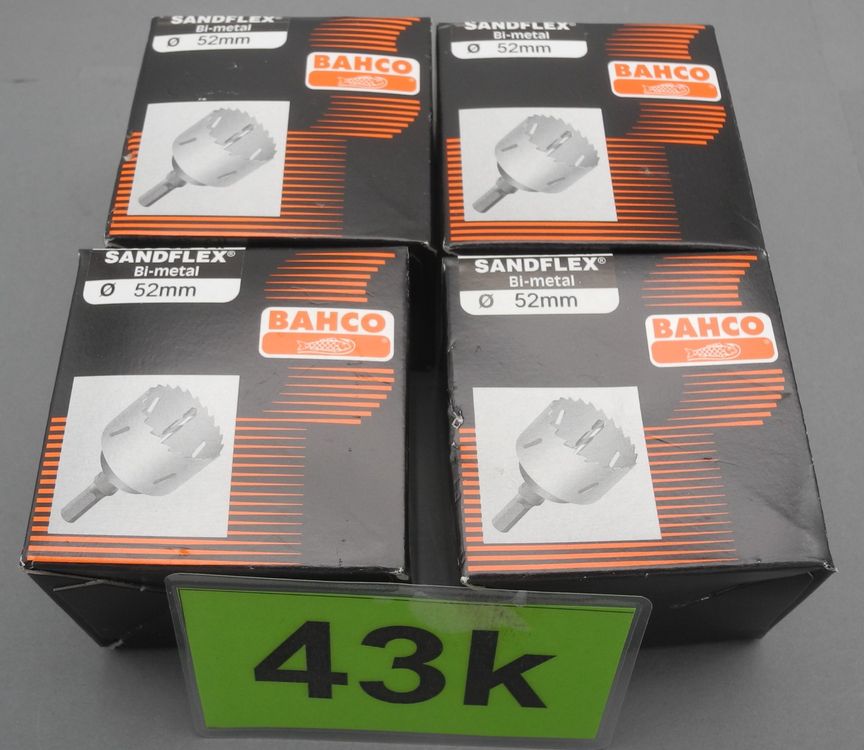 SANDFLEX®
Bi-metal
Ø 52mm
BAHCO
SANDFLEX
Bi-metal
Ø 52mm
BAHCO
SANDFLEX®
Bi-metal
Ø 52mm
BAHCO
SANDFLEX®
Bi-metal
Ø 52mm
BAHCO
43k